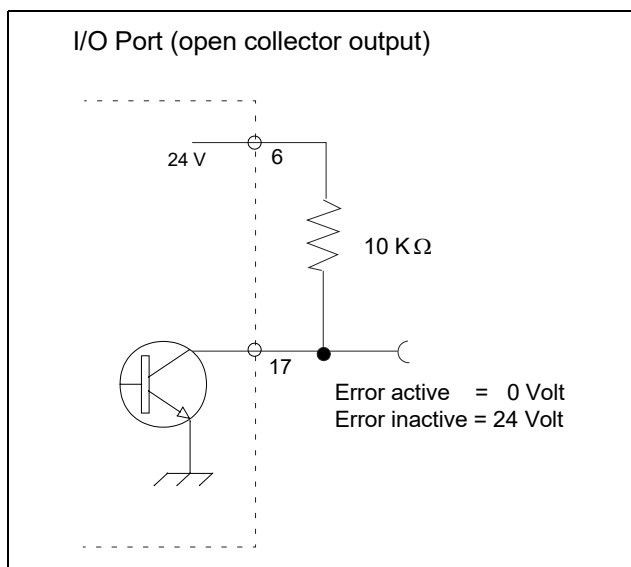 I/O Port (open collector output)
24 V
6
10 KΩ
17
Error active = 0 Volt
Error inactive = 24 Volt